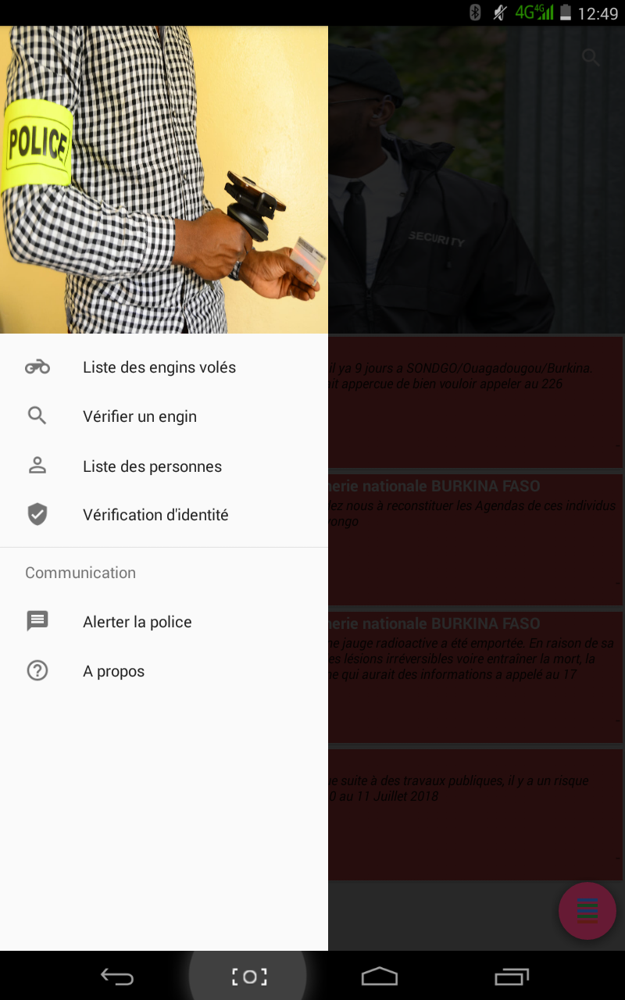 4G 4G 12:49
POLICE
SECURITY
Liste des engins volés
Vérifier un engin
Liste des personnes
Vérification d'identité
Communication
Alerter la police
A propos
il ya 9 jours a SONDGO/Ouagadougou/Burkina.
ait appercue de bien vouloir appeler au 226
nerie nationale BURKINA FASO
lez nous à reconstituer les Agendas de ces individus
vongo
nerie nationale BURKINA FASO
ne jauge radioactive a été emportée. En raison de sa
es lésions irréversibles voire entraîner la mort, la
ne qui aurait des informations a appelé au 17
ue suite à des travaux publiques, il y a un risque
0 au 11 Juillet 2018